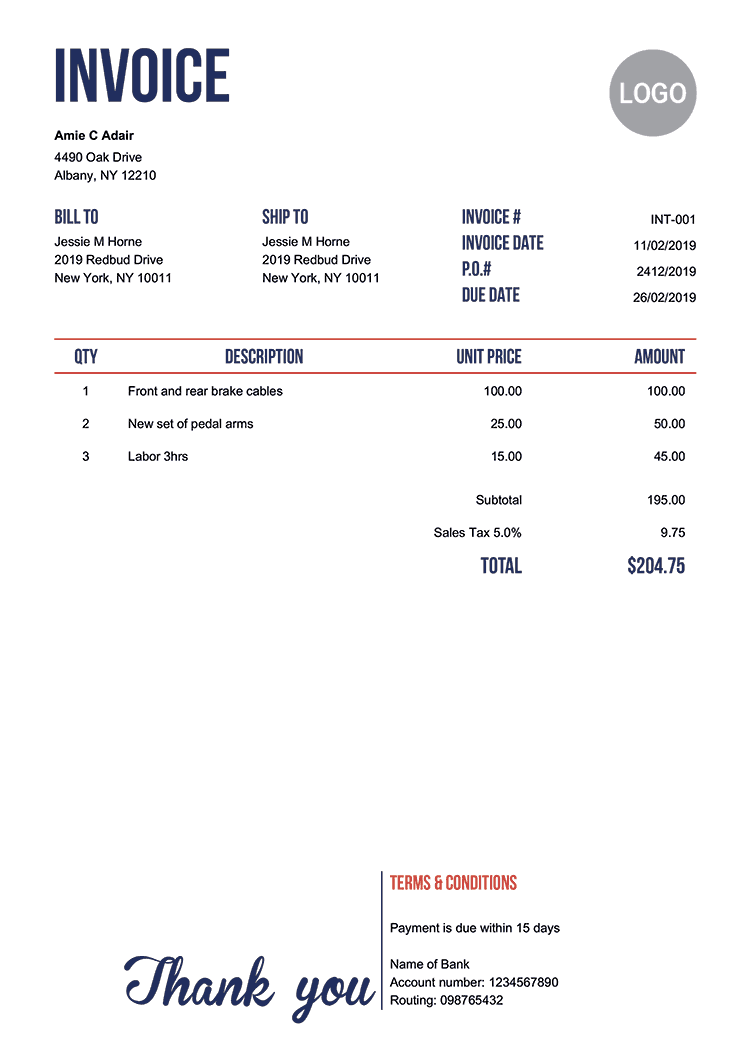 INVOICE
LOGO
Amie C Adair
4490 Oak Drive
Albany, NY 12210
BILL TO
Jessie M Horne
2019 Redbud Drive
New York, NY 10011
SHIP TO
Jessie M Horne
2019 Redbud Drive
New York, NY 10011
INVOICE # INT-001
INVOICE DATE 11/02/2019
P.O.# 2412/2019
DUE DATE 26/02/2019
QTY DESCRIPTION UNIT PRICE AMOUNT
1 Front and rear brake cables 100.00 100.00
2 New set of pedal arms 25.00 50.00
3 Labor 3hrs 15.00 45.00
Subtotal 195.00
Sales Tax 5.0% 9.75
TOTAL $204.75
Thank you
TERMS & CONDITIONS
Payment is due within 15 days
Name of Bank
Account number: 1234567890
Routing: 098765432